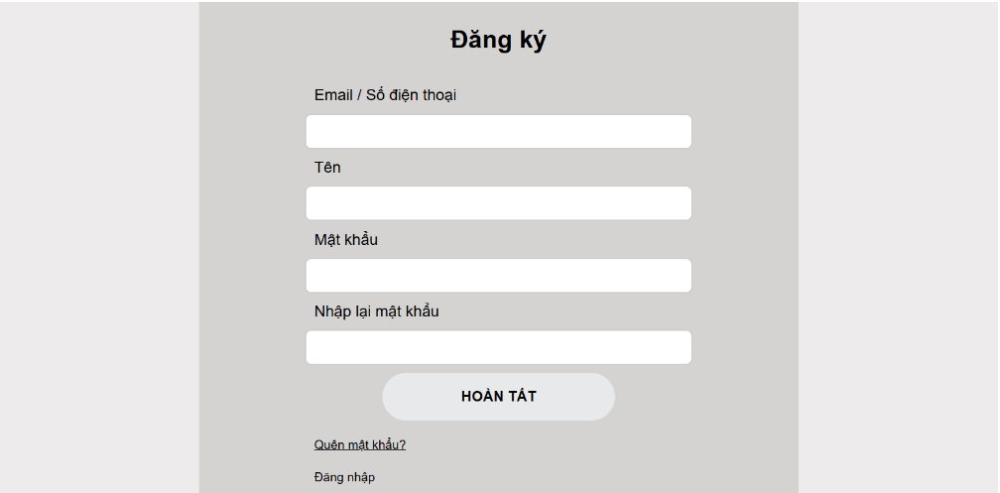 Đăng ký
Email / Số điện thoại
Tên
Mật khẩu
Nhập lại mật khẩu
HOÀN TẤT
Quên mật khẩu?
Đăng nhập